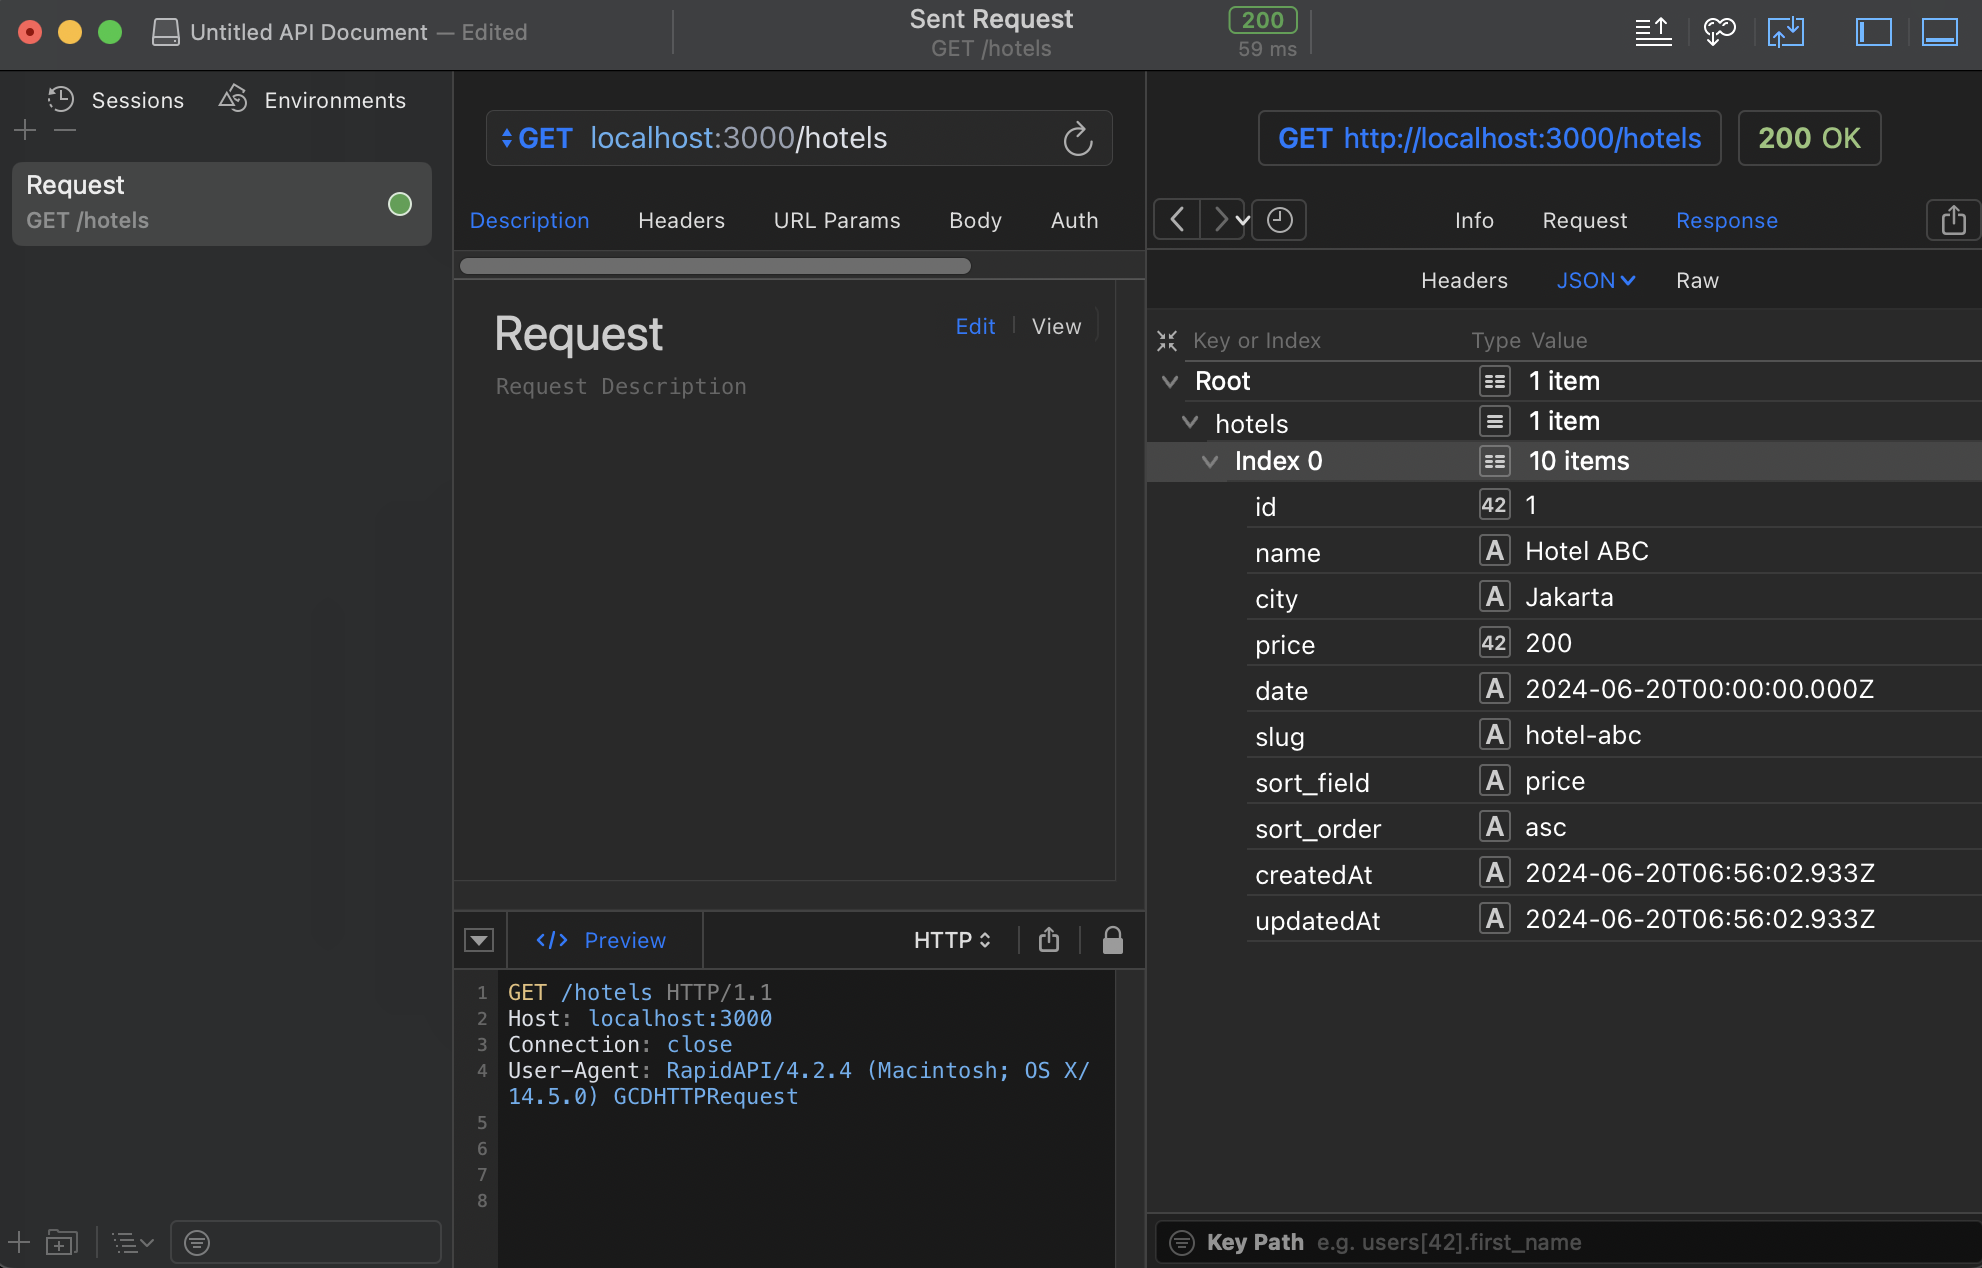 Untitled API Document — Edited
Sent Request
GET /hotels
200
59 ms
Sessions
Environments
Request
GET /hotels
GET localhost:3000/hotels
Description Headers URL Params Body Auth
Request
Edit View
Request Description
Preview
HTTP
1 GET /hotels HTTP/1.1
2 Host: localhost:3000
3 Connection: close
4 User-Agent: RapidAPI/4.2.4 (Macintosh; OS X/
14.5.0) GCDHTTPRequest
5
6
7
8
GET http://localhost:3000/hotels
200 OK
Info Request Response
Headers JSON Raw
Key or Index Type Value
Root 1 item
hotels 1 item
Index 0 10 items
id 42 1
name A Hotel ABC
city A Jakarta
price 42 200
date A 2024-06-20T00:00:00.000Z
slug A hotel-abc
sort_field A price
sort_order A asc
createdAt A 2024-06-20T06:56:02.933Z
updatedAt A 2024-06-20T06:56:02.933Z
Key Path e.g. users[42].first_name